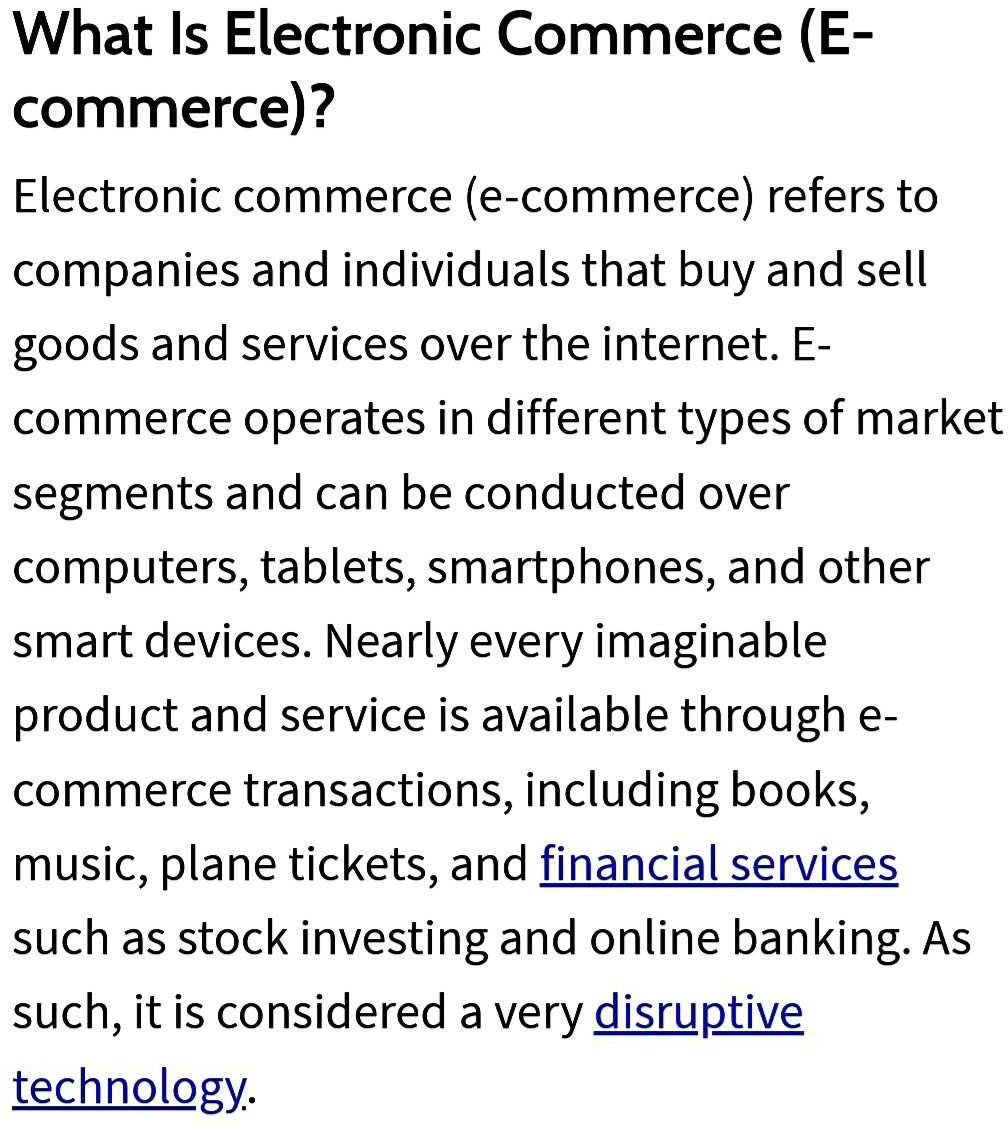 What Is Electronic Commerce (E-
commerce)?
Electronic commerce (e-commerce) refers to
companies and individuals that buy and sell
goods and services over the internet. E-
commerce operates in different types of market
segments and can be conducted over
computers, tablets, smartphones, and other
smart devices. Nearly every imaginable
product and service is available through e-
commerce transactions, including books,
music, plane tickets, and financial services
such as stock investing and online banking. As
such, it is considered a very disruptive
technology.